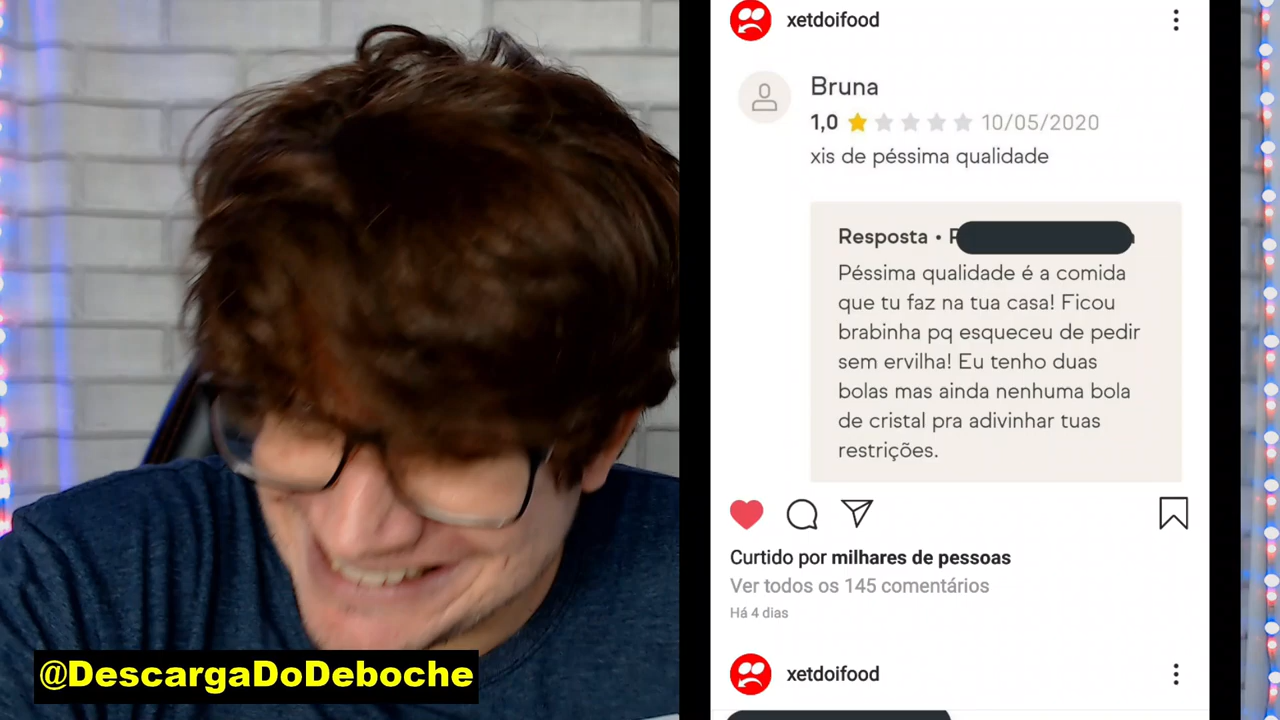 xetdoifood
Bruna
1,0 10/05/2020
xis de péssima qualidade
Resposta •
Péssima qualidade é a comida
que tu faz na tua casa! Ficou
brabinha pq esqueceu de pedir
sem ervilha! Eu tenho duas
bolas mas ainda nenhuma bola
de cristal pra adivinhar tuas
restrições.
Curtido por milhares de pessoas
Ver todos os 145 comentários
Há 4 dias
@DescargaDoDeboche
xetdoifood